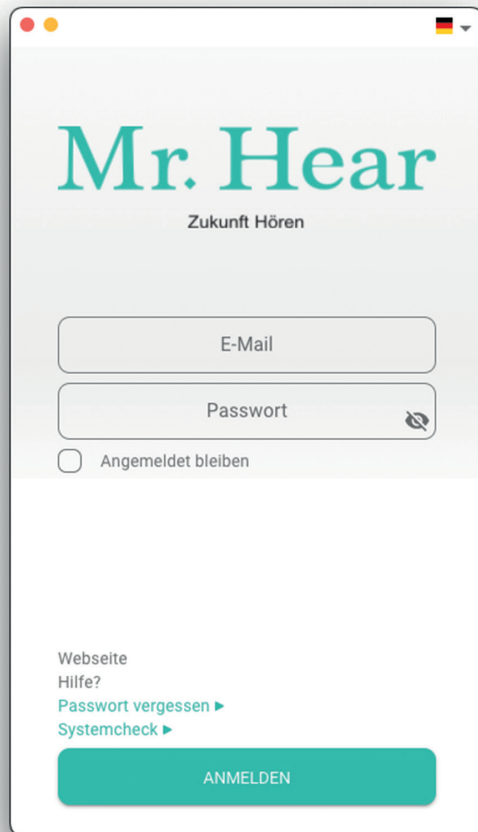 Mr. Hear
Zukunft Hören
E-Mail
Passwort
Angemeldet bleiben
Webseite
Hilfe?
Passwort vergessen ▶
Systemcheck ▶
ANMELDEN